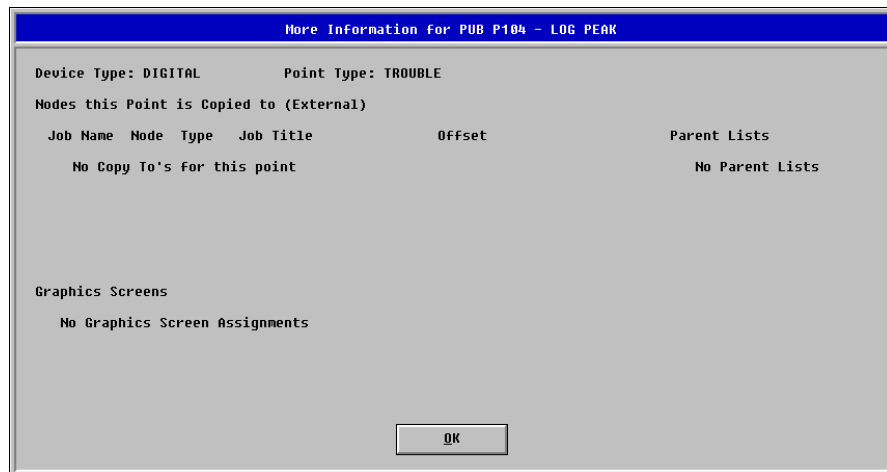 More Information for PUB P104 - LOG PEAK
Device Type: DIGITAL Point Type: TROUBLE
Nodes this Point is Copied to (External)
Job Name Node Type Job Title Offset Parent Lists
No Copy To's for this point No Parent Lists
Graphics Screens
No Graphics Screen Assignments
OK